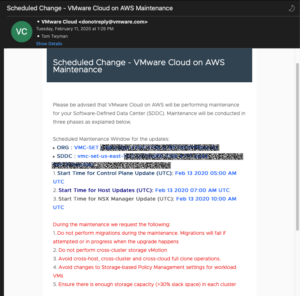 Scheduled Change - VMware Cloud on AWS Maintenance
VC
VMware Cloud <donotreply@vmware.com>
Tuesday, February 11, 2020 at 1:25 PM
Tom Twyman
Show Details
Scheduled Change - VMware Cloud on AWS
Maintenance
Please be advised that VMware Cloud on AWS will be performing maintenance
for your Software-Defined Data Center (SDDC). Maintenance will be conducted in
three phases as explained below.
Scheduled Maintenance Window for the updates:
• ORG : VMC-SET
• SDDC : vmc-set-us-east-
1. Start Time for Control Plane Update (UTC): Feb 13 2020 05:00 AM
UTC
2. Start Time for Host Updates (UTC): Feb 13 2020 07:00 AM UTC
3. Start Time for NSX Manager Update (UTC): Feb 13 2020 10:00 AM
UTC
During the maintenance we request the following:
1. Do not perform migrations during the maintenance. Migrations will fail if
attempted or in progress when the upgrade happens
2. Do not perform cross-cluster storage vMotion
3. Avoid cross-host, cross-cluster and cross-cloud full clone operations.
4. Avoid changes to Storage-based Policy Management settings for workload
VMs
5. Ensure there is enough storage capacity (>30% slack space) in each cluster